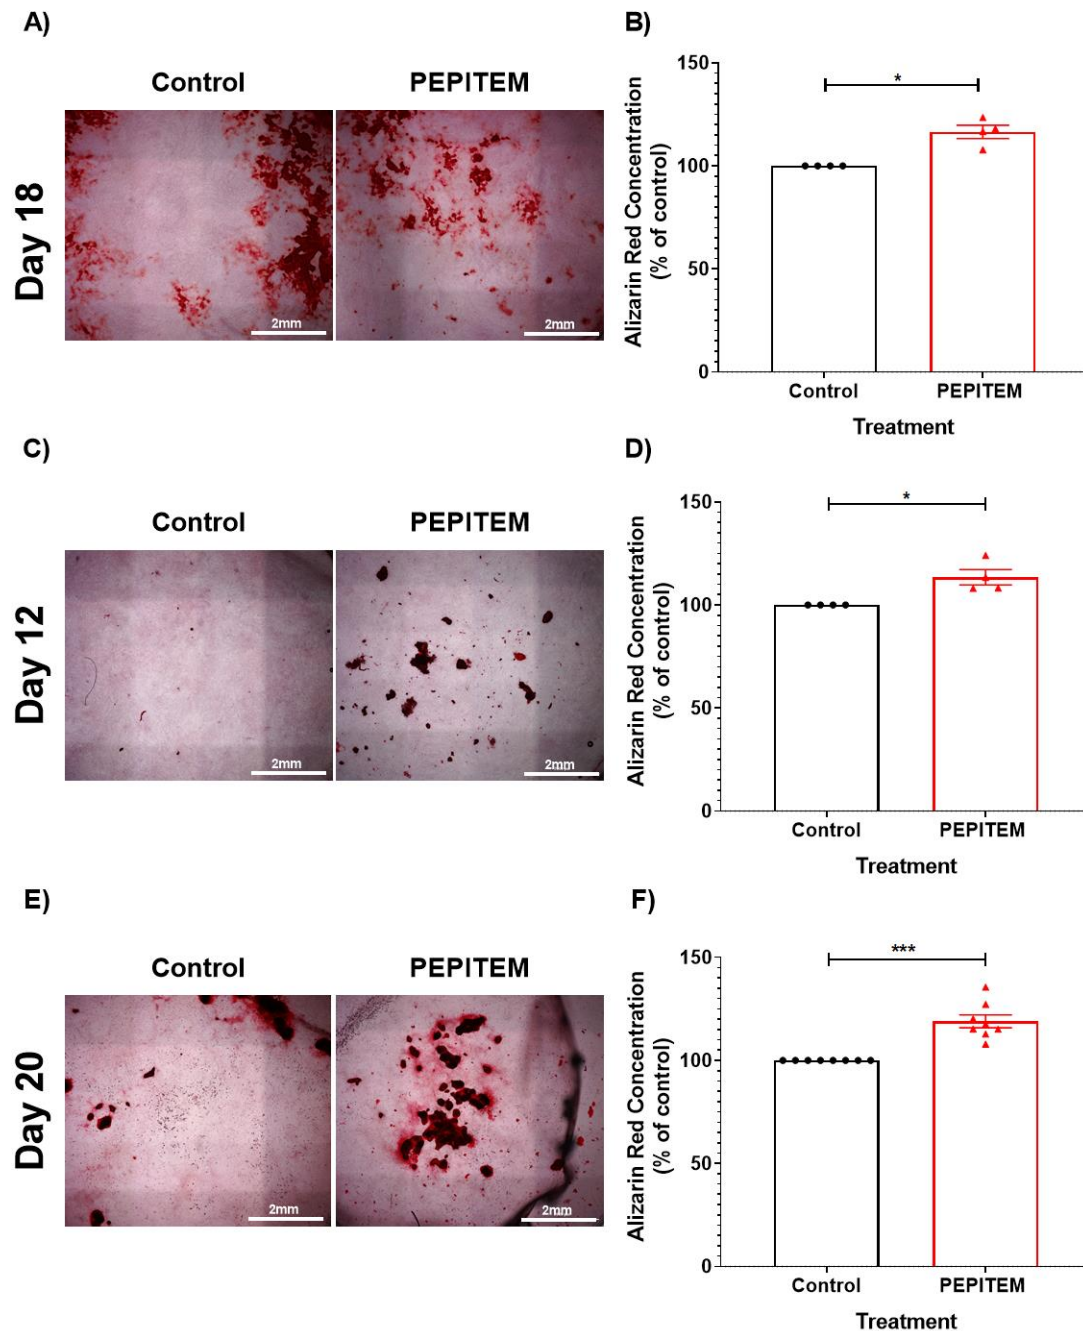 A)
Control
PEPITEM
Day 18
2mm
2mm
B)
Alizarin Red Concentration
(% of control)
150
100
50
0
*
Control
PEPITEM
Treatment
C)
Control
PEPITEM
Day 12
2mm
2mm
D)
Alizarin Red Concentration
(% of control)
150
100
50
0
*
Control
PEPITEM
Treatment
E)
Control
PEPITEM
Day 20
2mm
2mm
F)
Alizarin Red Concentration
(% of control)
150
100
50
0
***
Control
PEPITEM
Treatment